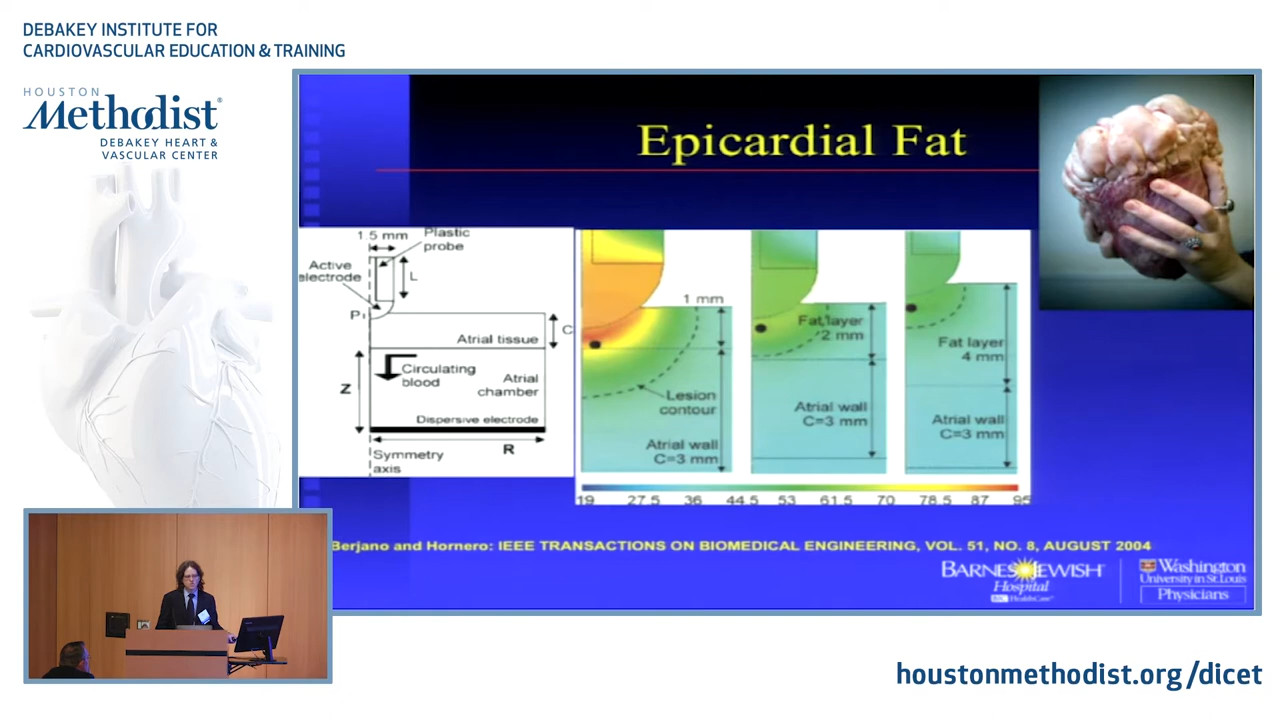 DEBAKEY INSTITUTE FOR
CARDIOVASCULAR EDUCATION & TRAINING
HOUSTON
Methodist®
DEBAKEY HEART &
VASCULAR CENTER
Epicardial Fat
1.5 mm
Plastic
probe
Active
electrode
L
P₁
Atrial tissue
C
Circulating
blood
Atrial
chamber
Z
Dispersive electrode
R
Symmetry
axis
1 mm
Lesion
contour
Atrial wall
C=3 mm
Fat layer
2 mm
Atrial wall
C=3 mm
Fat layer
4 mm
Atrial wall
C=3 mm
19 27.5 36 44.5 53 61.5 70 78.5 87 95
Berjano and Hornero: IEEE TRANSACTIONS ON BIOMEDICAL ENGINEERING, VOL. 51, NO. 8, AUGUST 2004
BARNES JEWISH
Hospital
BJC HealthCare
Washington
University in St. Louis
Physicians
houstonmethodist.org/dicet